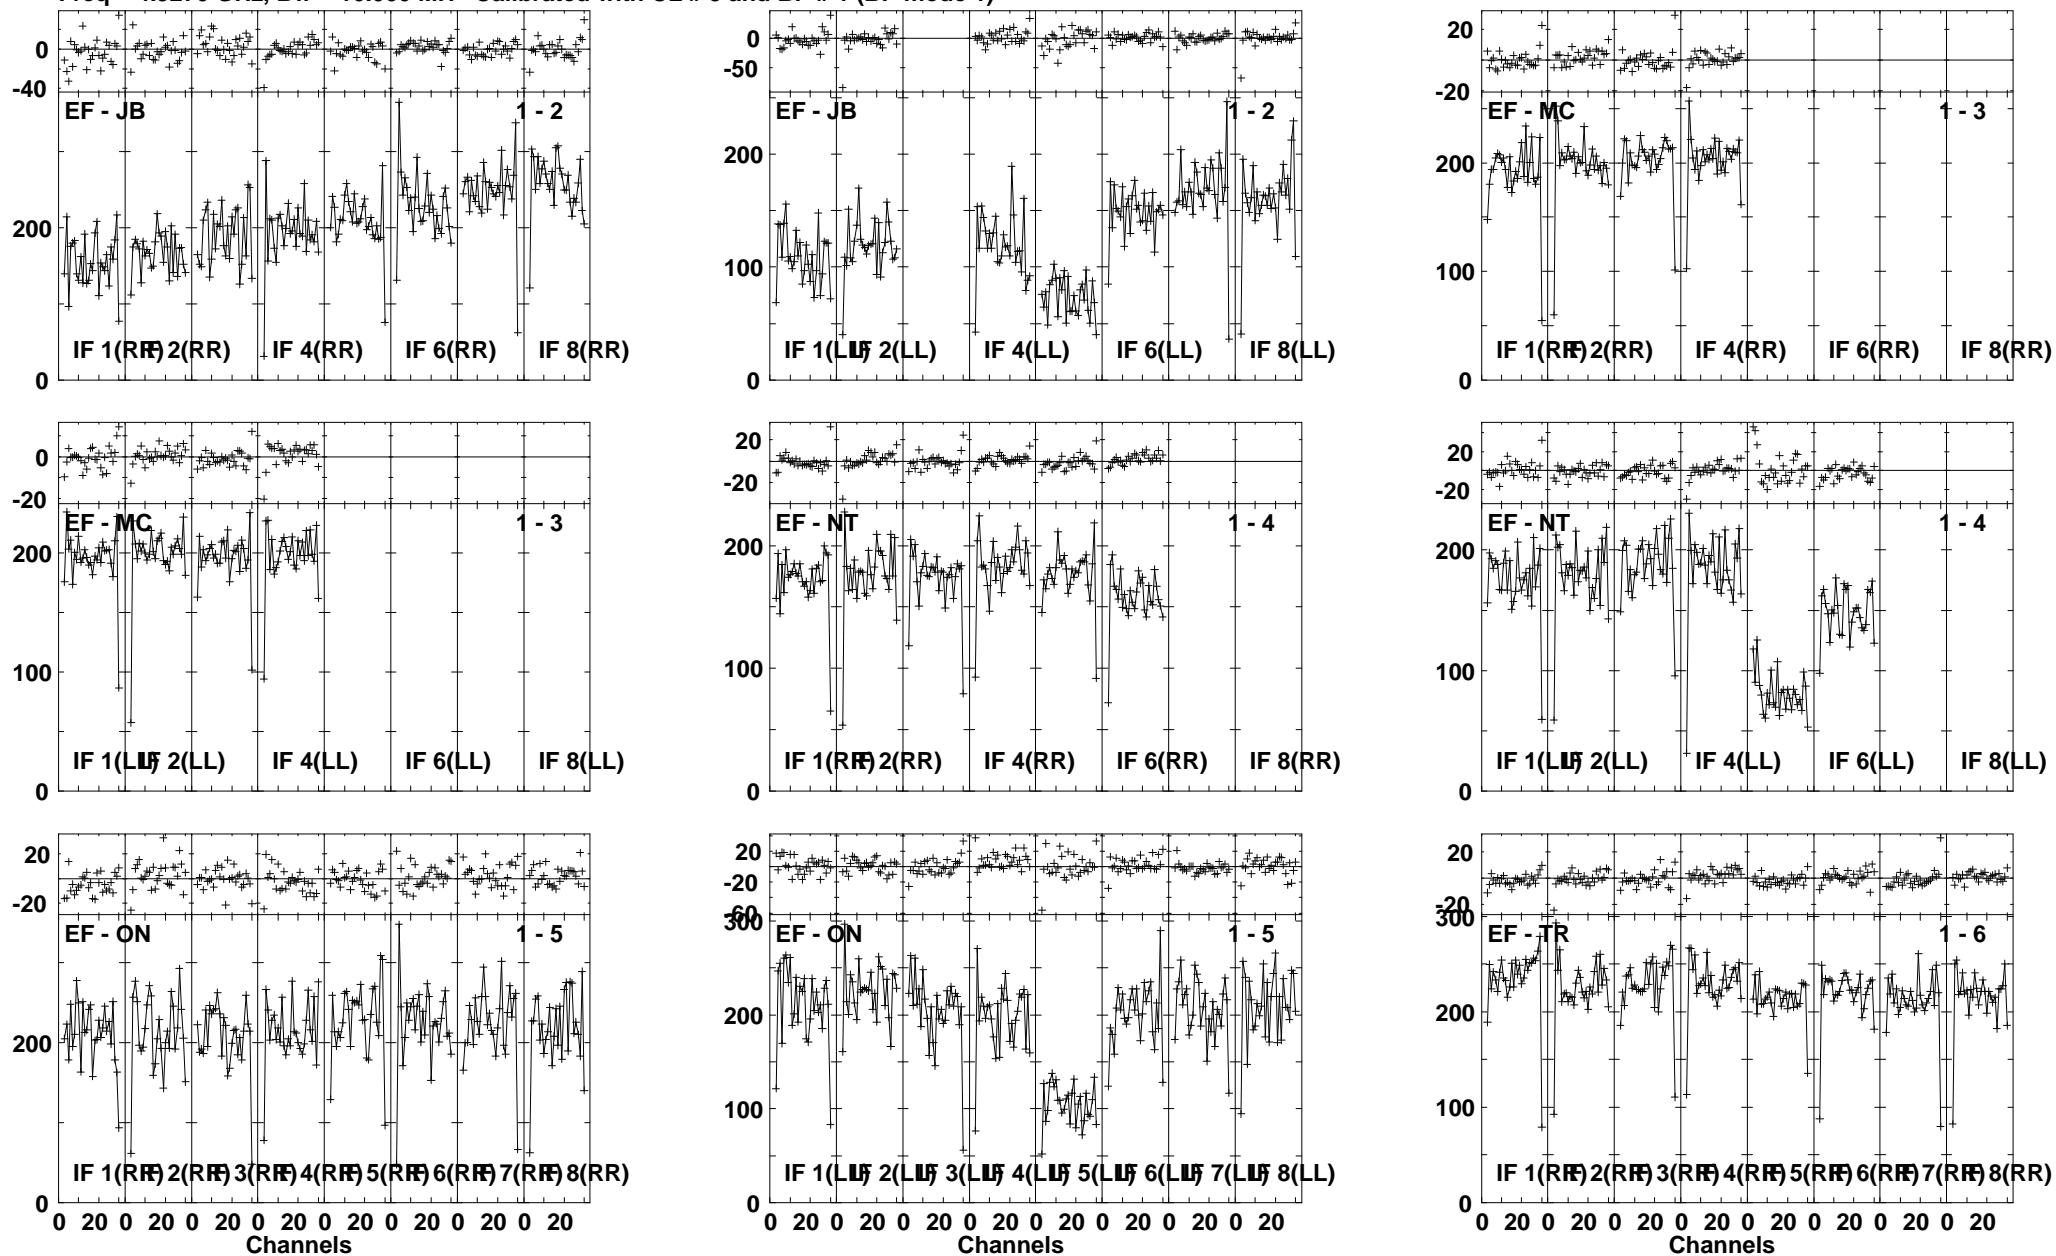 0
-40
EF - JB 1 - 2
200
IF 1(RR) IF 2(RR) IF 4(RR) IF 6(RR) IF 8(RR)
0
0
-50
EF - JB 1 - 2
200
100
IF 1(LL) IF 2(LL) IF 4(LL) IF 6(LL) IF 8(LL)
0
20
0
-20
EF - MC 1 - 3
200
100
IF 1(RR) IF 2(RR) IF 4(RR) IF 6(RR) IF 8(RR)
0
0
-20
EF - MC 1 - 3
200
100
IF 1(LL) IF 2(LL) IF 4(LL) IF 6(LL) IF 8(LL)
0
20
0
-20
EF - NT 1 - 4
200
100
IF 1(RR) IF 2(RR) IF 4(RR) IF 6(RR) IF 8(RR)
0
20
0
-20
EF - NT 1 - 4
200
100
IF 1(LL) IF 2(LL) IF 4(LL) IF 6(LL) IF 8(LL)
0
20
0
-20
EF - ON 1 - 5
200
IF 1(RR) IF 2(RR) IF 3(RR) IF 4(RR) IF 5(RR) IF 6(RR) IF 7(RR) IF 8(RR)
0
0 20 0 20 0 20 0 20 0 20 0 20 0 20 0 20
Channels
20
0
-20
-60
300
EF - ON 1 - 5
200
100
IF 1(LL) IF 2(LL) IF 3(LL) IF 4(LL) IF 5(LL) IF 6(LL) IF 7(LL) IF 8(LL)
0
0 20 0 20 0 20 0 20 0 20 0 20 0 20 0 20
Channels
20
0
-20
300
EF - TR 1 - 6
200
100
IF 1(RR) IF 2(RR) IF 3(RR) IF 4(RR) IF 5(RR) IF 6(RR) IF 7(RR) IF 8(RR)
0
0 20 0 20 0 20 0 20 0 20 0 20 0 20 0 20
Channels